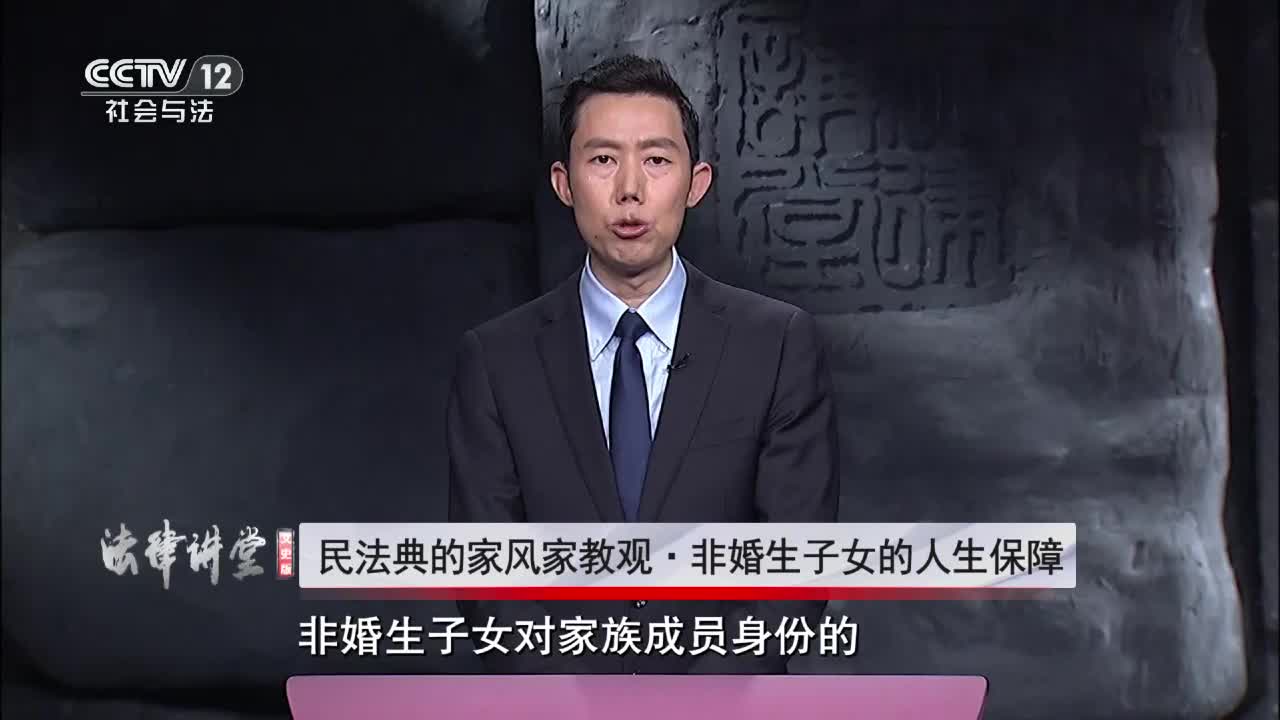 CCTV 12
社会与法
法律讲堂
文史版
民法典的家风家教观·非婚生子女的人生保障
非婚生子女对家族成员身份的